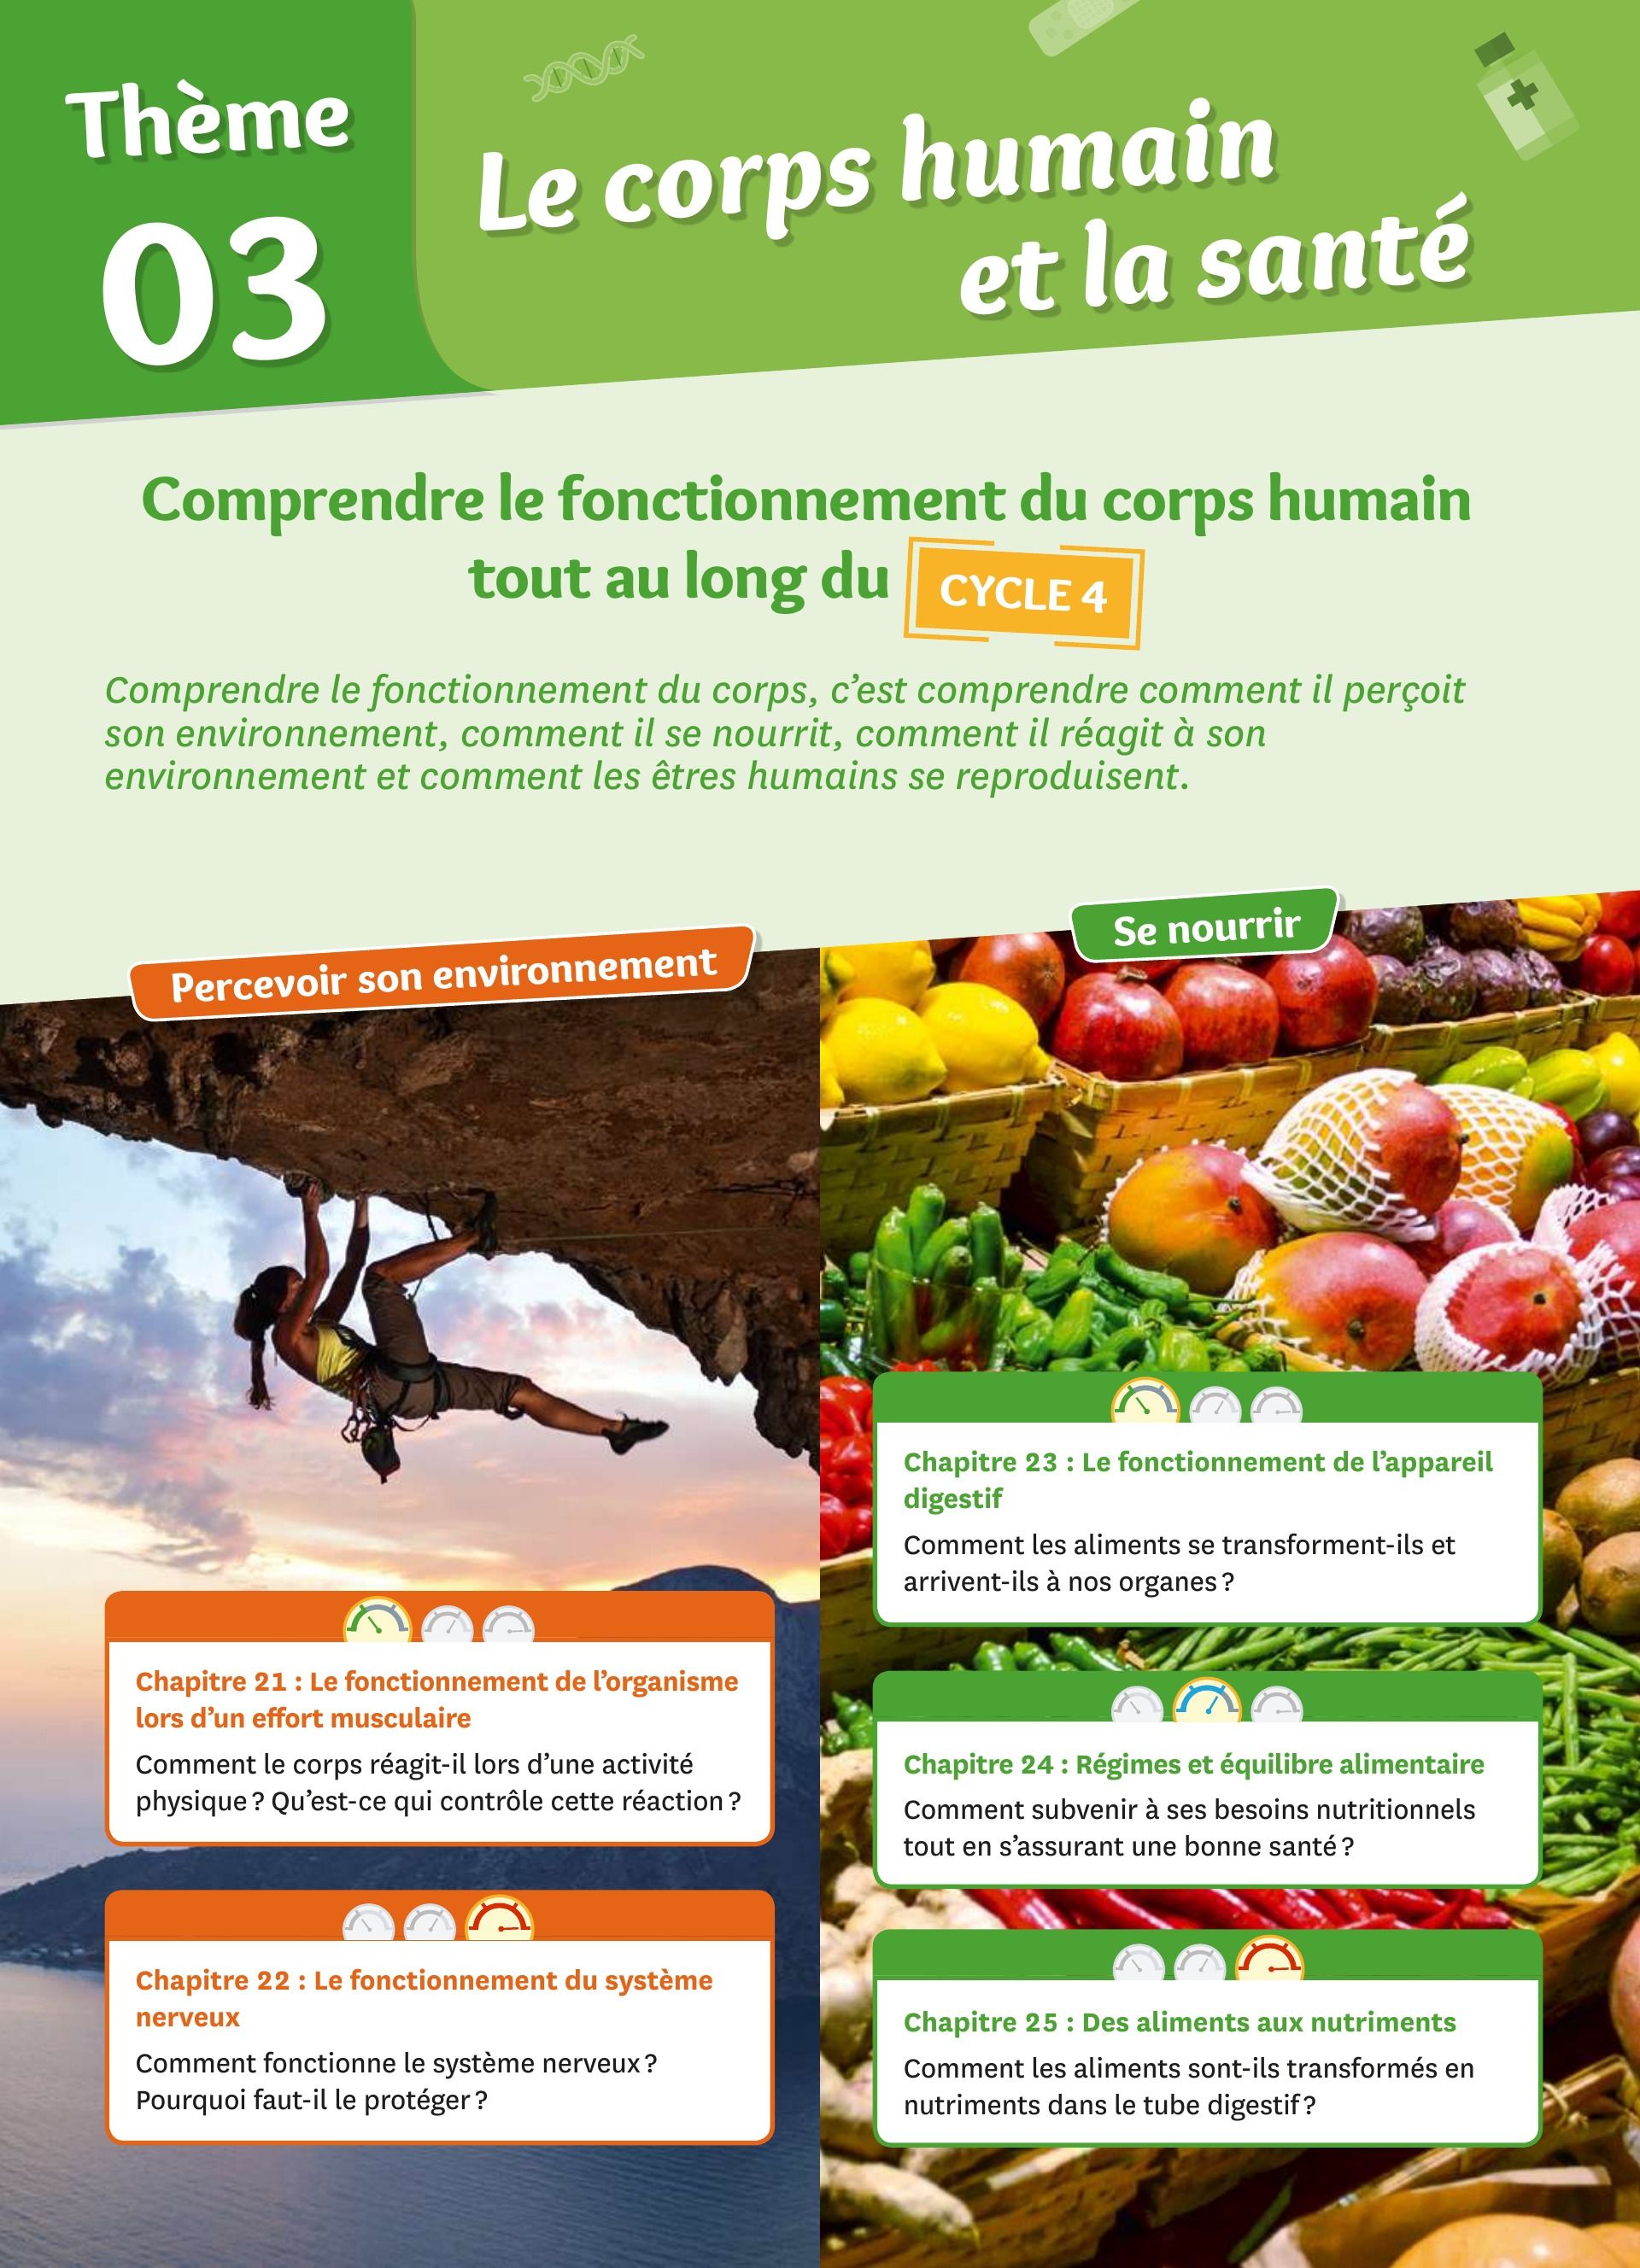 Thème
03
Le corps humain
et la santé
Comprendre le fonctionnement du corps humain
tout au long du CYCLE 4
Comprendre le fonctionnement du corps, c’est comprendre comment il perçoit
son environnement, comment il se nourrit, comment il réagit à son
environnement et comment les êtres humains se reproduisent.
Percevoir son environnement
Chapitre 21 : Le fonctionnement de l’organisme
lors d’un effort musculaire
Comment le corps réagit-il lors d’une activité
physique ? Qu’est-ce qui contrôle cette réaction ?
Chapitre 22 : Le fonctionnement du système
nerveux
Comment fonctionne le système nerveux ?
Pourquoi faut-il le protéger ?
Se nourrir
Chapitre 23 : Le fonctionnement de l’appareil
digestif
Comment les aliments se transforment-ils et
arrivent-ils à nos organes ?
Chapitre 24 : Régimes et équilibre alimentaire
Comment subvenir à ses besoins nutritionnels
tout en s’assurant une bonne santé ?
Chapitre 25 : Des aliments aux nutriments
Comment les aliments sont-ils transformés en
nutriments dans le tube digestif ?